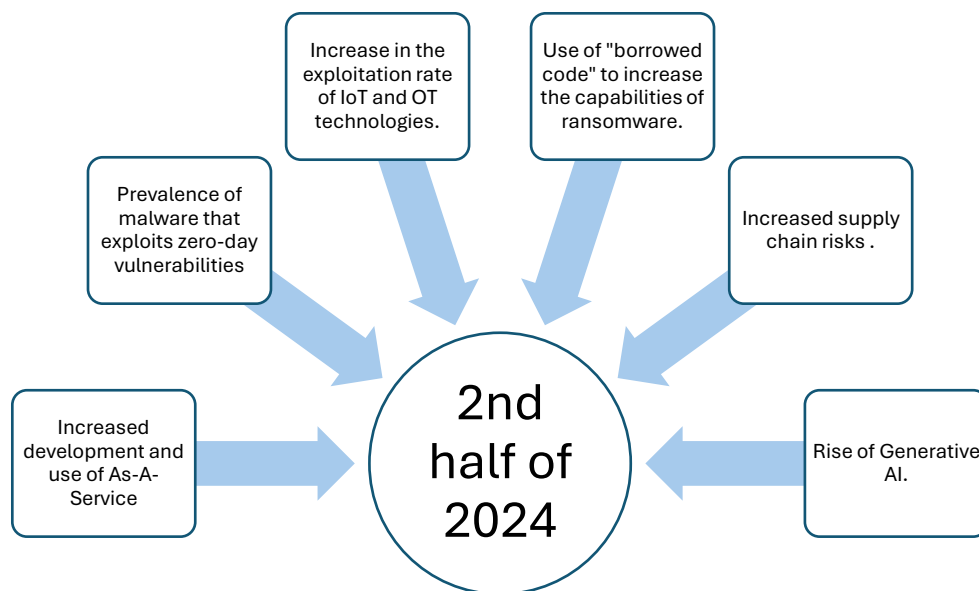 Increase in the
exploitation rate
of IoT and OT
technologies.
Use of "borrowed
code" to increase
the capabilities of
ransomware.
Prevalence of
malware that
exploits zero-day
vulnerabilities
Increased supply
chain risks .
Increased
development and
use of As-A-
Service
2nd
half of
2024
Rise of Generative
AI.